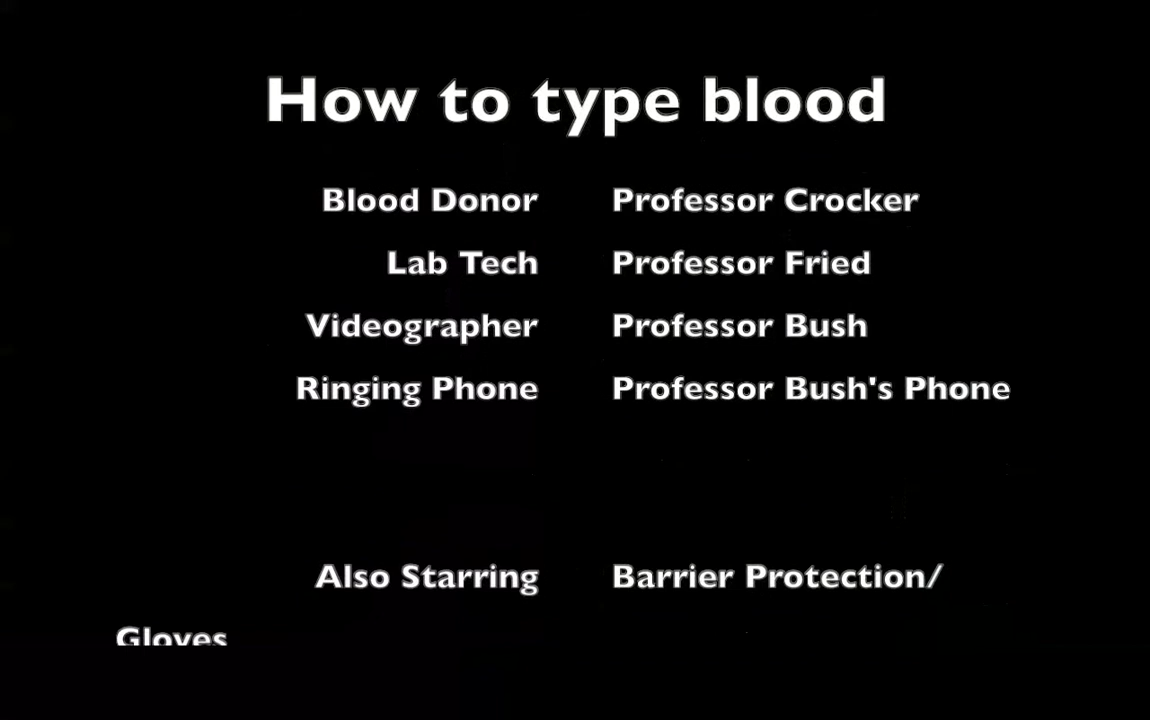 How to type blood
Blood Donor Professor Crocker
Lab Tech Professor Fried
Videographer Professor Bush
Ringing Phone Professor Bush's Phone
Also Starring Barrier Protection/
Gloves